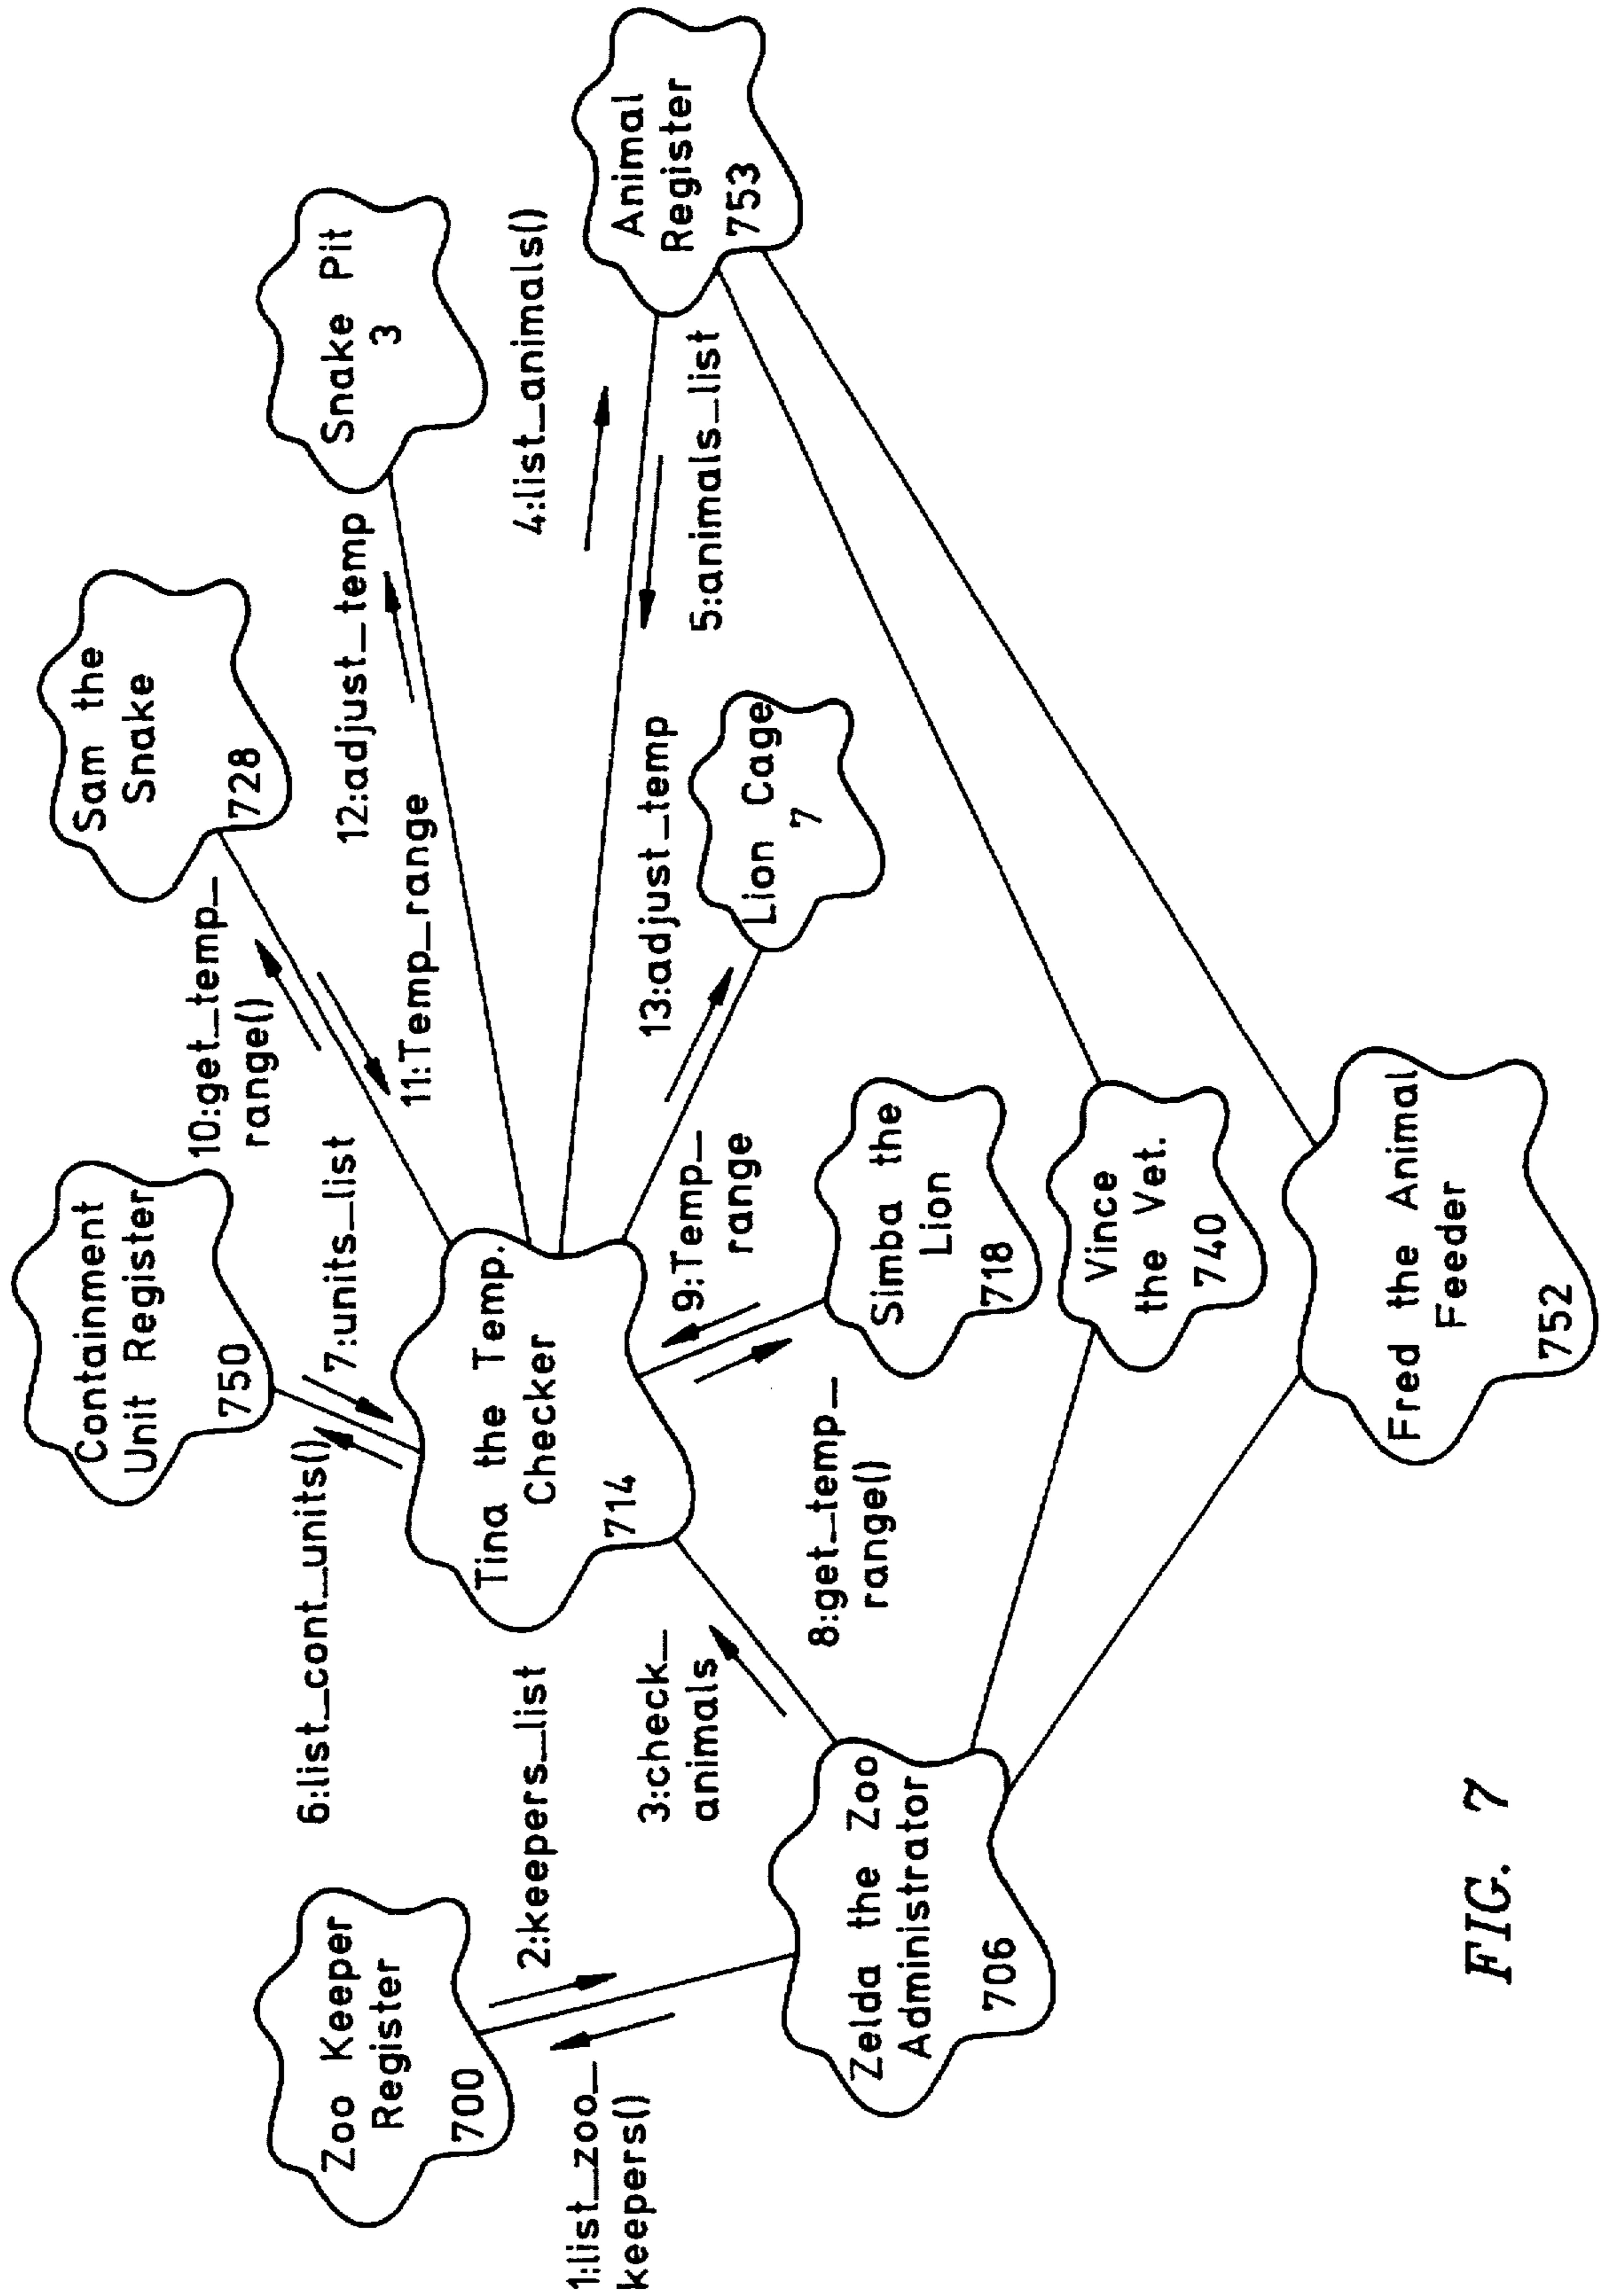 Containment
Unit Register
750
Sam the
Snake
728
Snake Pit
3
Animal
Register
753
Zoo Keeper
Register
700
Tina the Temp.
Checker
714
Lion Cage
7
Simba the
Lion
718
Vince
the Vet.
740
Zelda the Zoo
Administrator
706
Fred the Animal
Feeder
752
1:list_zoo_
keepers()
2:keepers_list
3:check_
animals
4:list_animals()
5:animals_list
6:list_cont_units()
7:units_list
8:get_temp_
range()
9:Temp_
range
10:get_temp_
range()
11:Temp_range
12:adjust_temp
13:adjust_temp
FIG. 7